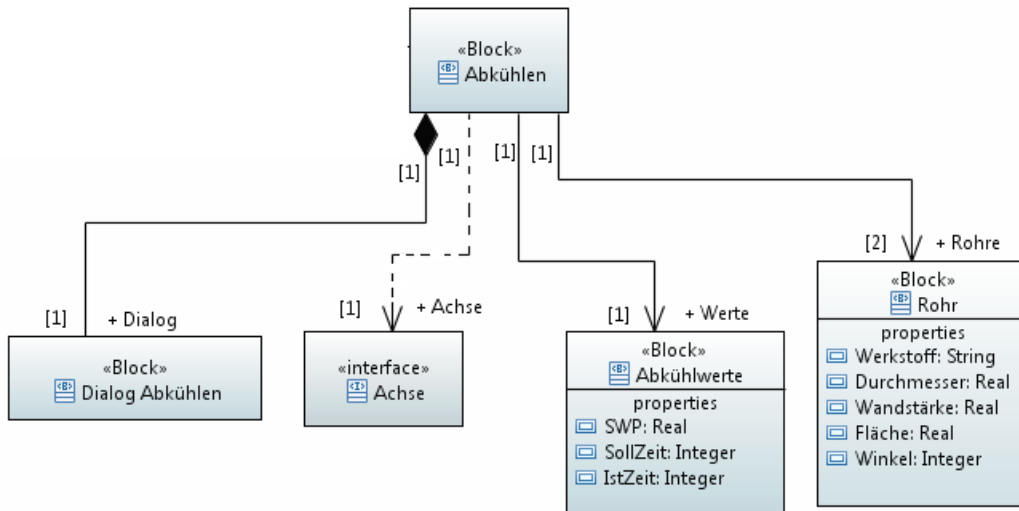 «Block»
Abkühlen
[1]
[1]
[1]
[1]
[1]
+ Dialog
«Block»
Dialog Abkühlen
[1]
+ Achse
«interface»
Achse
[1]
+ Werte
«Block»
Abkühlwerte
properties
SWP: Real
SollZeit: Integer
IstZeit: Integer
[2]
+ Rohre
«Block»
Rohr
properties
Werkstoff: String
Durchmesser: Real
Wandstärke: Real
Fläche: Real
Winkel: Integer